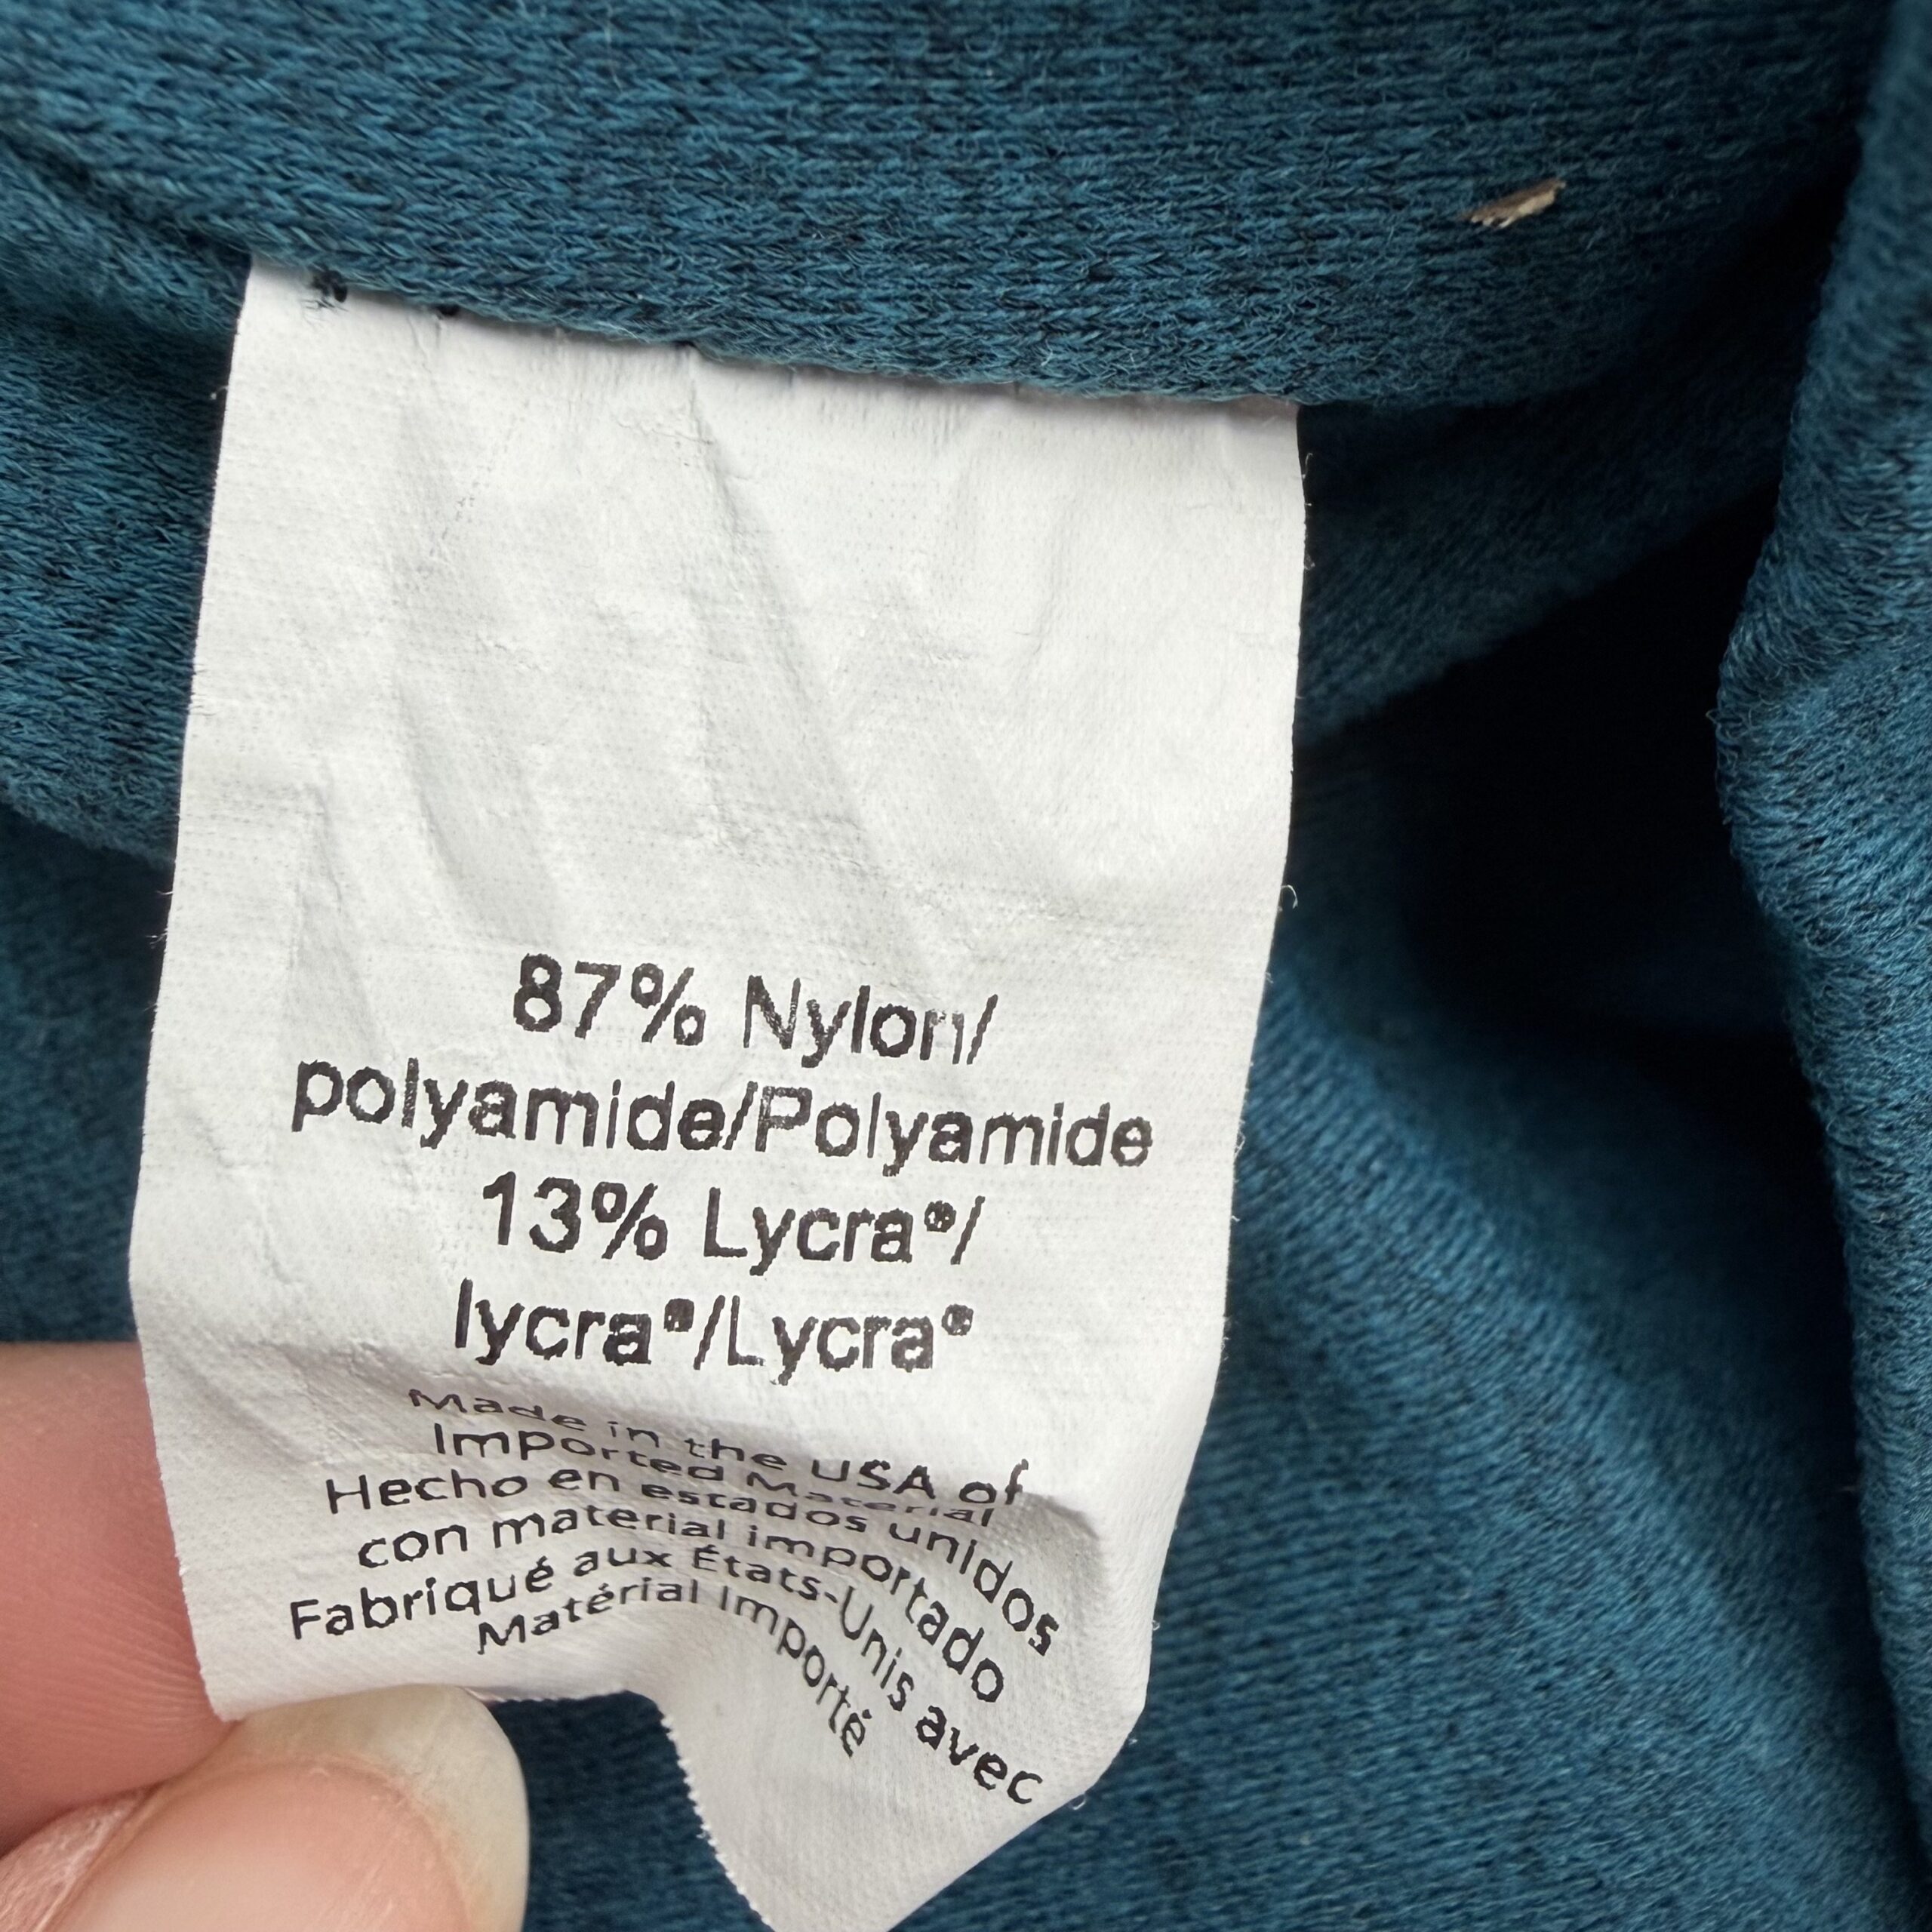 87% Nylon/
polyamide/Polyamide
13% Lycra®/
lycra®/Lycra®
Made in the USA of
Imported Material
Hecho en estados unidos
con material importado
Fabriqué aux États-Unis avec
Matérial Importé